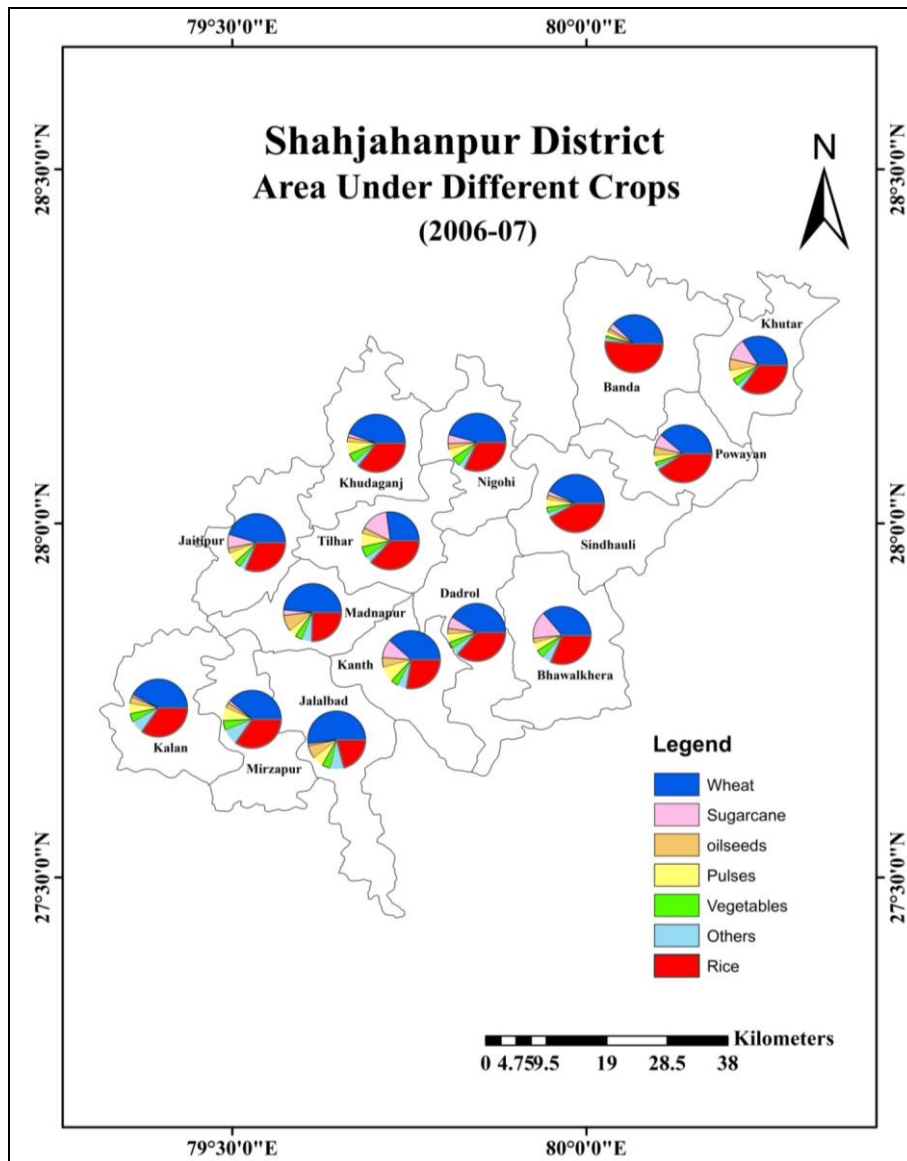 79°30'0"E 80°0'0"E
Shahjahanpur District
Area Under Different Crops
(2006-07)
N
28°30'0"N 28°30'0"N
Khutar
Banda
Powayan
Khudaganj
Nigohi
28°0'0"N 28°0'0"N
Jaitipur
Tilhar
Sindhauli
Dadrol
Madnapur
Kanth
Bhawalkhera
Jalalbad
Kalan
Mirzapur
Legend
Wheat
Sugarcane
oilseeds
Pulses
Vegetables
Others
Rice
27°30'0"N 27°30'0"N
Kilometers
0 4.75 9.5 19 28.5 38
79°30'0"E 80°0'0"E